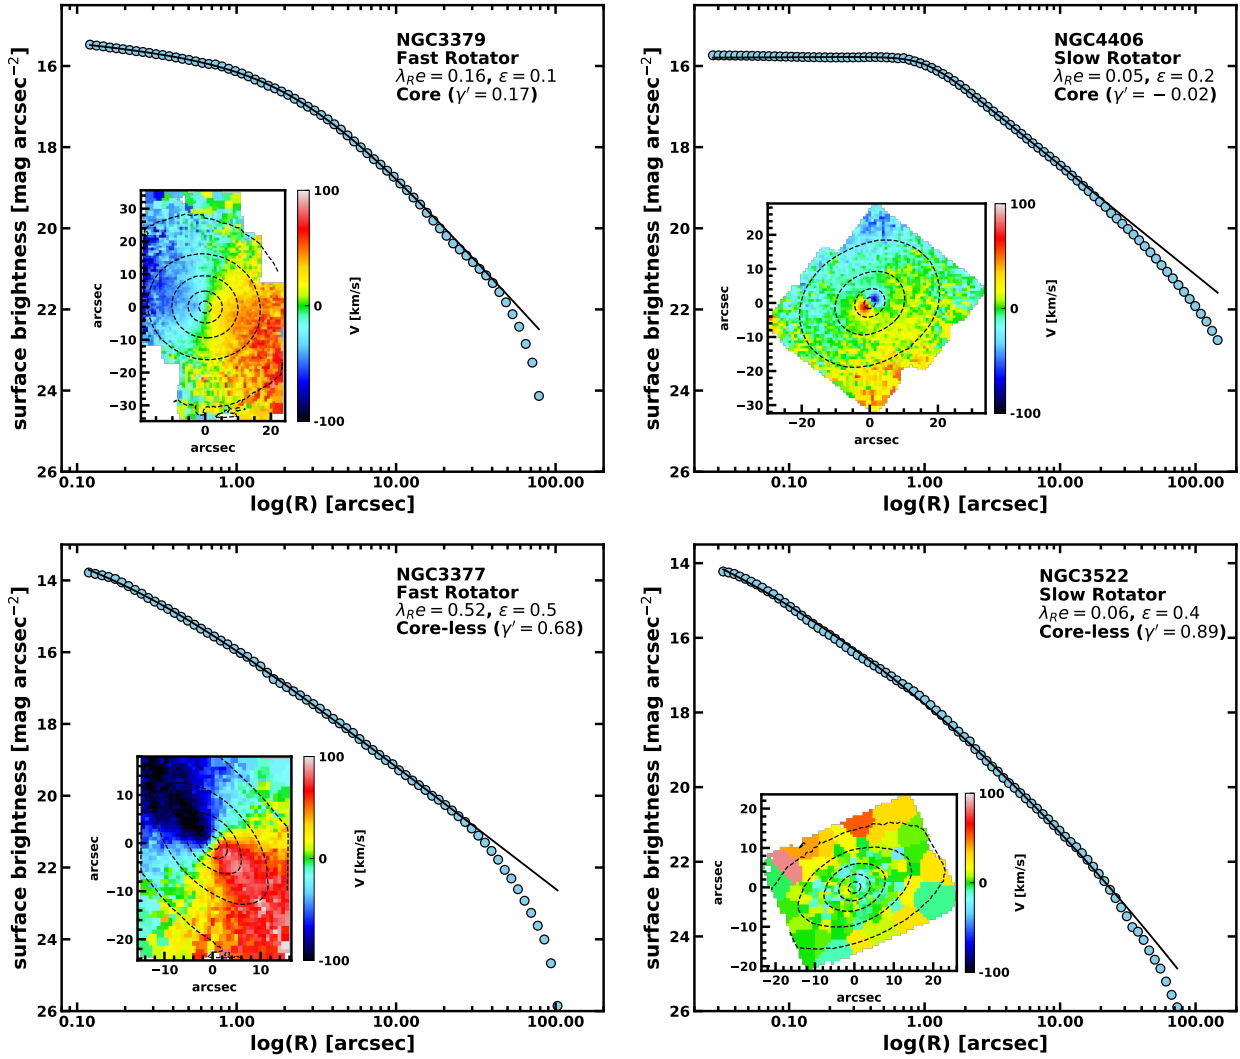 NGC3379
Fast Rotator
λ_Re = 0.16, ε = 0.1
Core (γ′ = 0.17)
surface brightness [mag arcsec⁻²]
16
18
20
22
24
26
0.10
1.00
10.00
100.00
log(R) [arcsec]
30
20
10
0
−10
−20
−30
arcsec
0
20
arcsec
100
0
-100
V [km/s]
NGC4406
Slow Rotator
λ_Re = 0.05, ε = 0.2
Core (γ′ = −0.02)
surface brightness [mag arcsec⁻²]
16
18
20
22
24
26
0.10
1.00
10.00
100.00
log(R) [arcsec]
20
10
0
−10
−20
−30
arcsec
−20
0
20
arcsec
100
0
-100
V [km/s]
NGC3377
Fast Rotator
λ_Re = 0.52, ε = 0.5
Core-less (γ′ = 0.68)
surface brightness [mag arcsec⁻²]
14
16
18
20
22
24
26
0.10
1.00
10.00
100.00
log(R) [arcsec]
10
0
−10
−20
arcsec
−10
0
10
arcsec
100
0
-100
V [km/s]
NGC3522
Slow Rotator
λ_Re = 0.06, ε = 0.4
Core-less (γ′ = 0.89)
surface brightness [mag arcsec⁻²]
14
16
18
20
22
24
26
0.10
1.00
10.00
100.00
log(R) [arcsec]
20
10
0
−10
−20
arcsec
−20
−10
0
10
20
arcsec
100
0
-100
V [km/s]